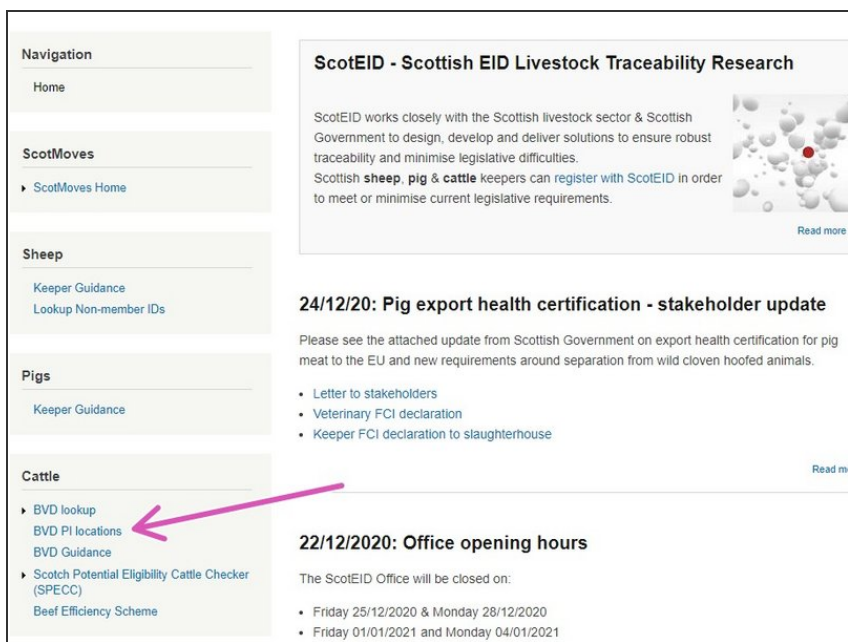 Navigation
Home
ScotMoves
ScotMoves Home
Sheep
Keeper Guidance
Lookup Non-member IDs
Pigs
Keeper Guidance
Cattle
BVD lookup
BVD PI locations
BVD Guidance
Scotch Potential Eligibility Cattle Checker
(SPECC)
Beef Efficiency Scheme
ScotEID - Scottish EID Livestock Traceability Research
ScotEID works closely with the Scottish livestock sector & Scottish
Government to design, develop and deliver solutions to ensure robust
traceability and minimise legislative difficulties.
Scottish sheep, pig & cattle keepers can register with ScotEID in order
to meet or minimise current legislative requirements.
Read more
24/12/20: Pig export health certification - stakeholder update
Please see the attached update from Scottish Government on export health certification for pig
meat to the EU and new requirements around separation from wild cloven hoofed animals.
• Letter to stakeholders
• Veterinary FCI declaration
• Keeper FCI declaration to slaughterhouse
Read mo
22/12/2020: Office opening hours
The ScotEID Office will be closed on:
• Friday 25/12/2020 & Monday 28/12/2020
• Friday 01/01/2021 and Monday 04/01/2021